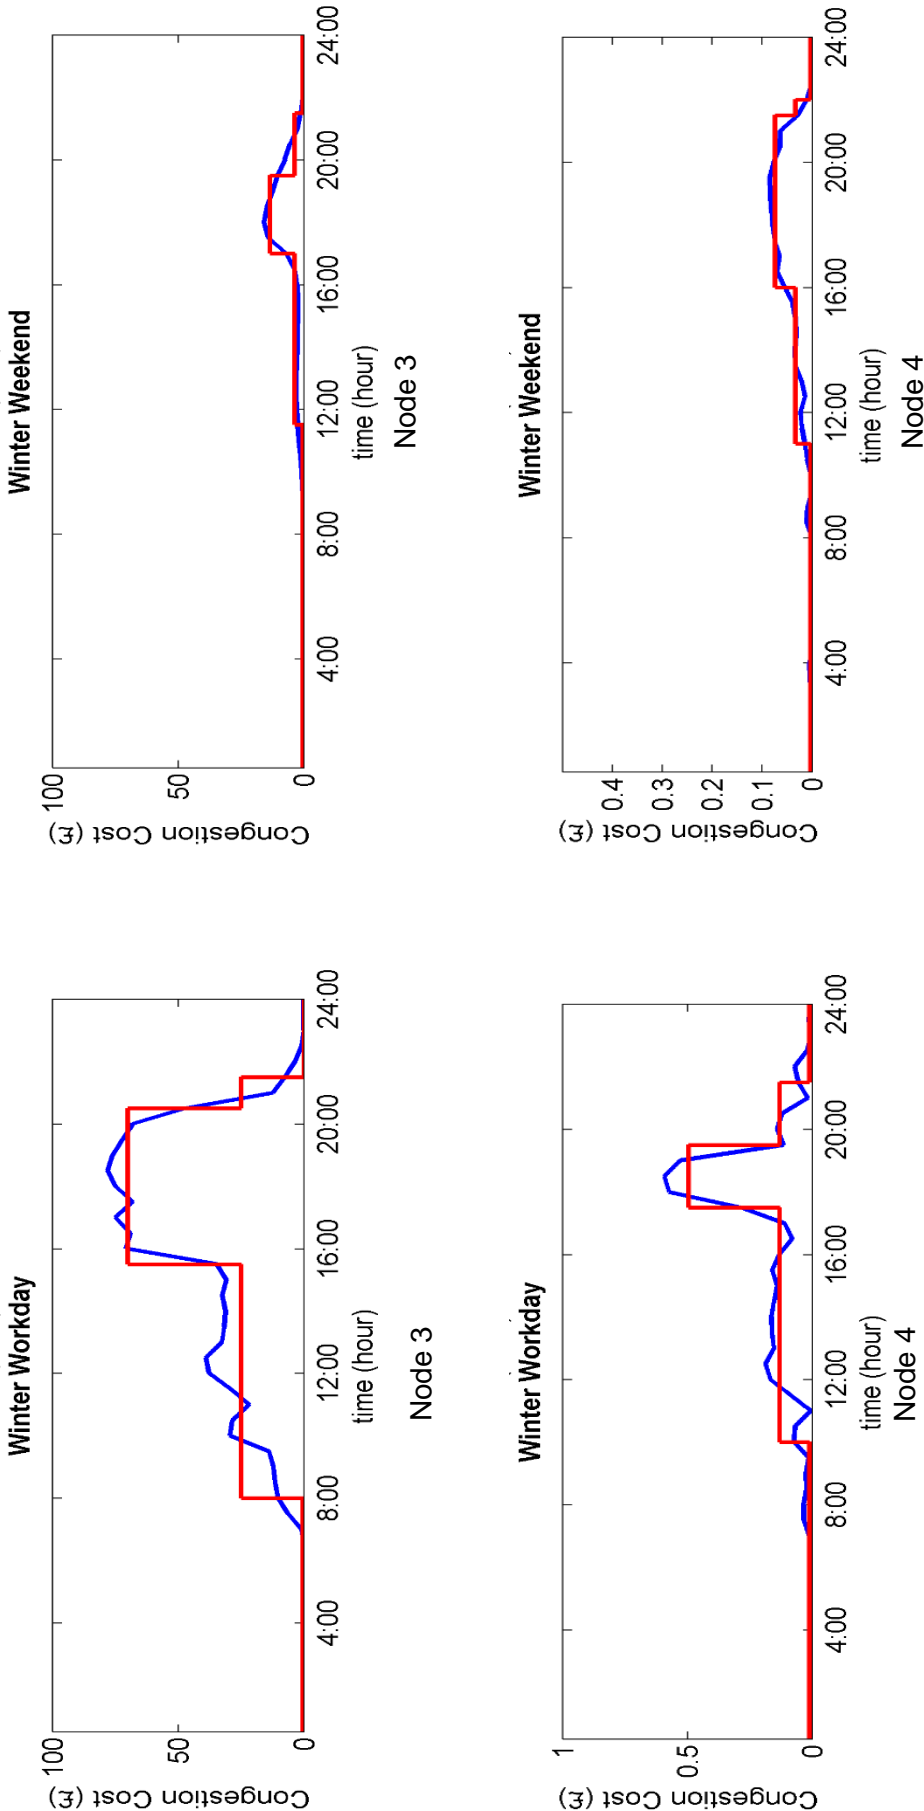 Winter Workday
Congestion Cost (£)
100
50
0
4:00
8:00
12:00
16:00
20:00
24:00
time (hour)
Node 3
Winter Weekend
Congestion Cost (£)
100
50
0
4:00
8:00
12:00
16:00
20:00
24:00
time (hour)
Node 3
Winter Workday
Congestion Cost (£)
1
0.5
0
4:00
8:00
12:00
16:00
20:00
24:00
time (hour)
Node 4
Winter Weekend
Congestion Cost (£)
0.4
0.3
0.2
0.1
0
4:00
8:00
12:00
16:00
20:00
24:00
time (hour)
Node 4